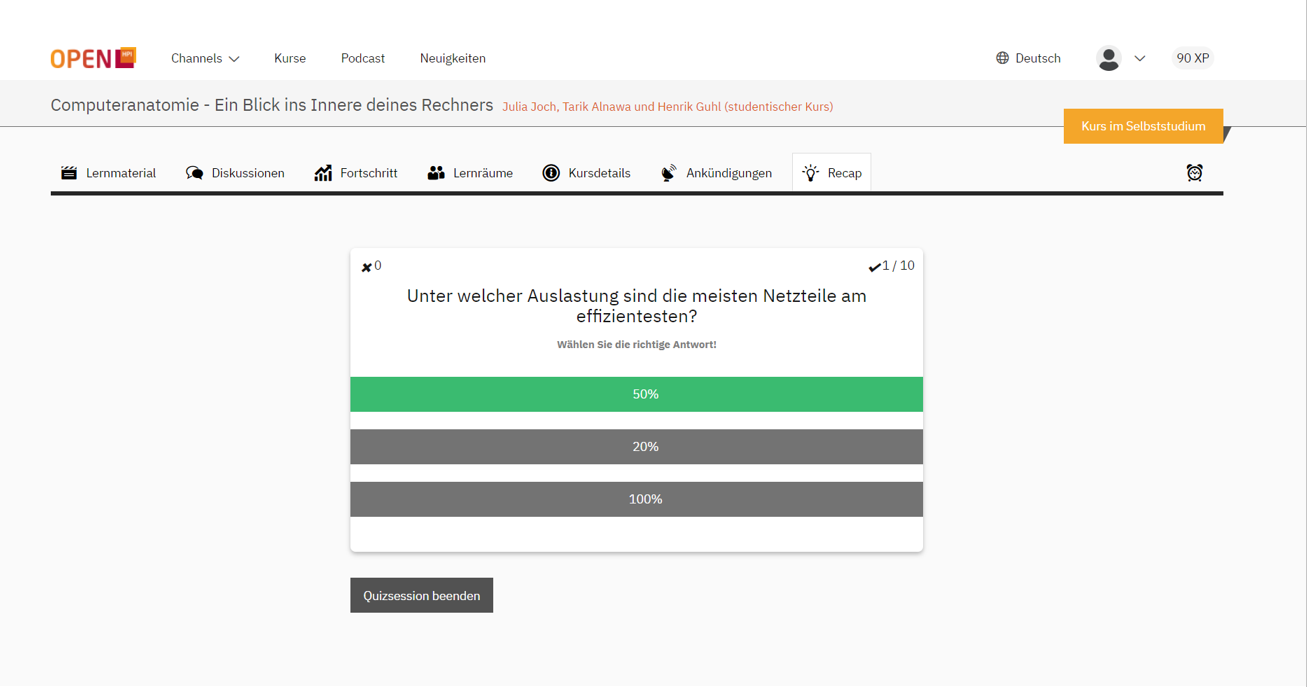 OPEN HPI
Channels Kurse Podcast Neuigkeiten Deutsch 90 XP
Computeranatomie - Ein Blick ins Innere deines Rechners Julia Joch, Tarik Alnawa und Henrik Guhl (studentischer Kurs)
Kurs im Selbststudium
Lernmaterial Diskussionen Fortschritt Lernräume Kursdetails Ankündigungen Recap
✖0 ✔1 / 10
Unter welcher Auslastung sind die meisten Netzteile am
effizientesten?
Wählen Sie die richtige Antwort!
50%
20%
100%
Quizsession beenden